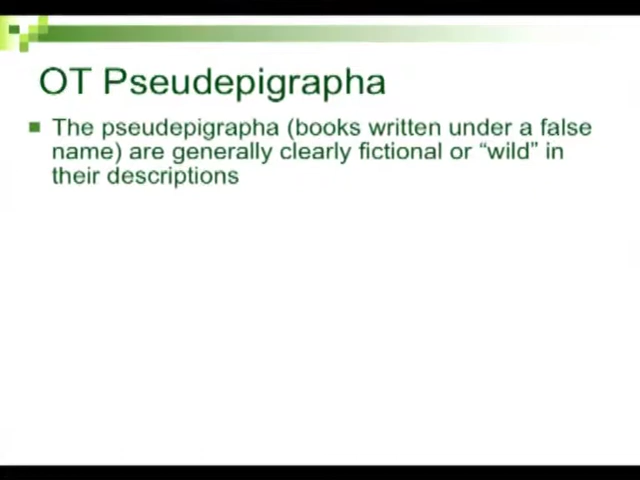 OT Pseudepigrapha
The pseudepigrapha (books written under a false
name) are generally clearly fictional or “wild” in
their descriptions